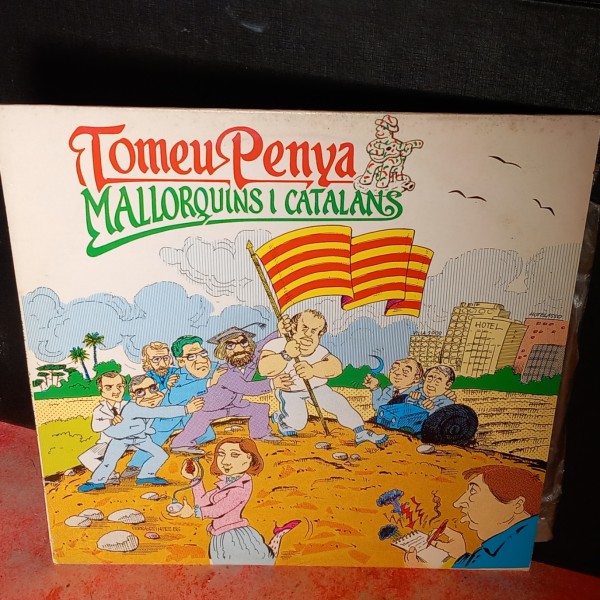 Tomeu Penya
MALLORQUINS I CATALANS
HOTEL